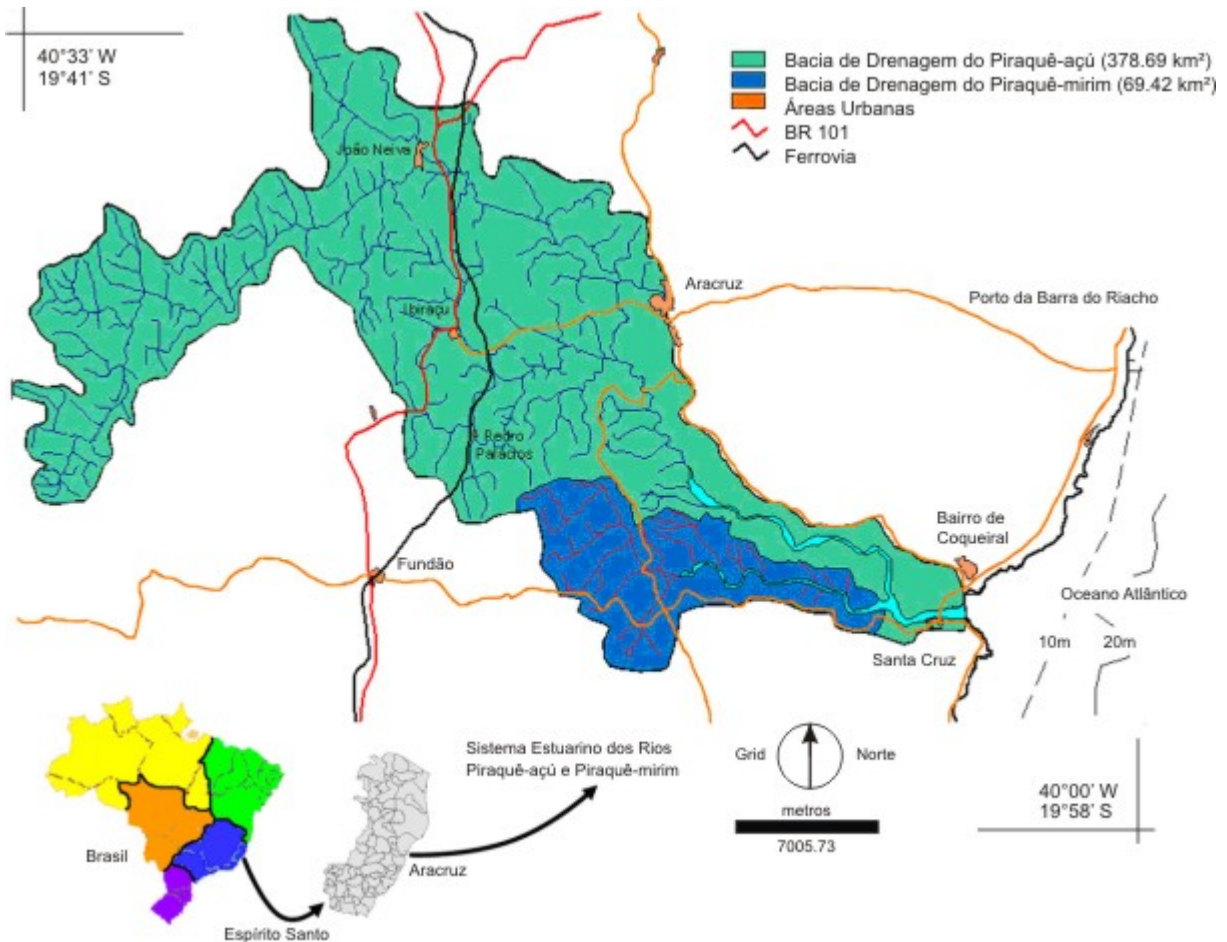 40°33' W
19°41' S
Bacia de Drenagem do Piraquê-açú (378.69 km²)
Bacia de Drenagem do Piraquê-mirim (69.42 km²)
Áreas Urbanas
BR 101
Ferrovia
João Neiva
Aracruz
Porto da Barra do Riacho
Ibiraçu
Pedro
Palácios
Bairro de
Coqueiral
Fundão
Oceano Atlântico
10m
20m
Santa Cruz
Sistema Estuarino dos Rios
Piraquê-açú e Piraquê-mirim
Grid
Norte
40°00' W
19°58' S
metros
7005.73
Brasil
Aracruz
Espírito Santo